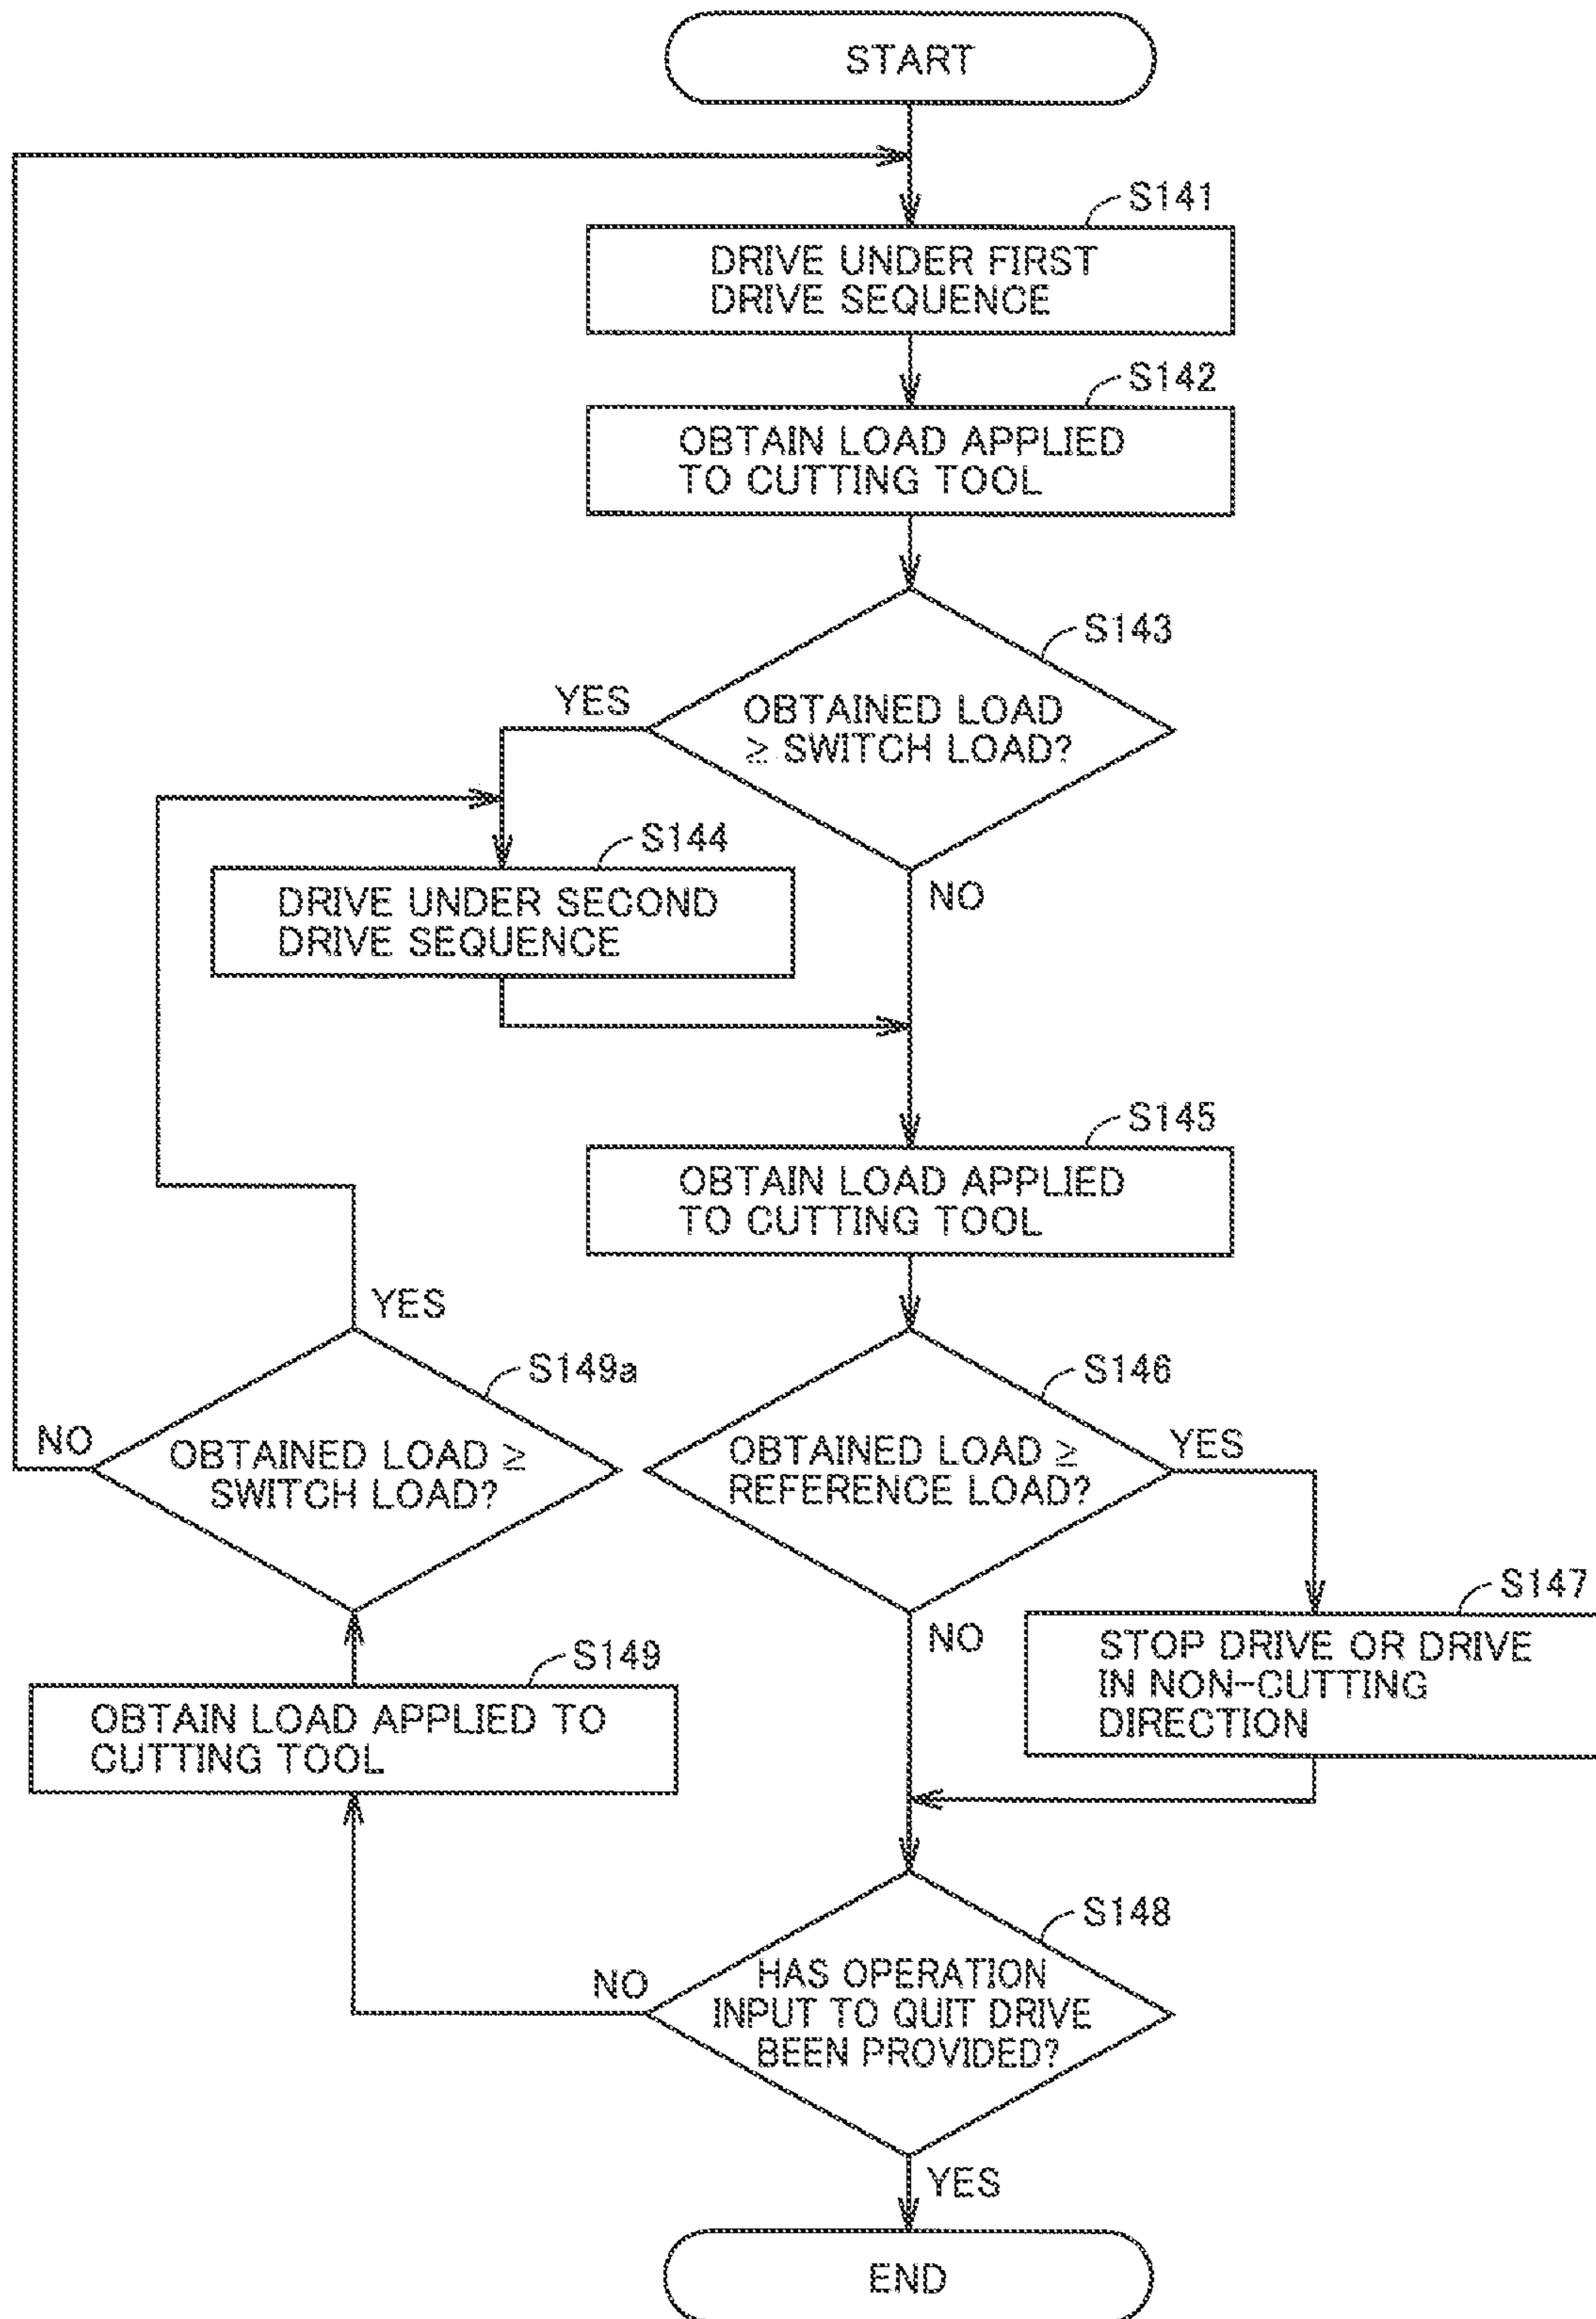 START
S141
DRIVE UNDER FIRST
DRIVE SEQUENCE
S142
OBTAIN LOAD APPLIED
TO CUTTING TOOL
S143
YES
OBTAINED LOAD
≥ SWITCH LOAD?
S144
NO
DRIVE UNDER SECOND
DRIVE SEQUENCE
S145
OBTAIN LOAD APPLIED
TO CUTTING TOOL
YES
S149a
S146
NO
OBTAINED LOAD ≥
SWITCH LOAD?
OBTAINED LOAD ≥
REFERENCE LOAD?
YES
S147
NO
STOP DRIVE OR DRIVE
IN NON-CUTTING
DIRECTION
S149
OBTAIN LOAD APPLIED TO
CUTTING TOOL
S148
NO
HAS OPERATION
INPUT TO QUIT DRIVE
BEEN PROVIDED?
YES
END